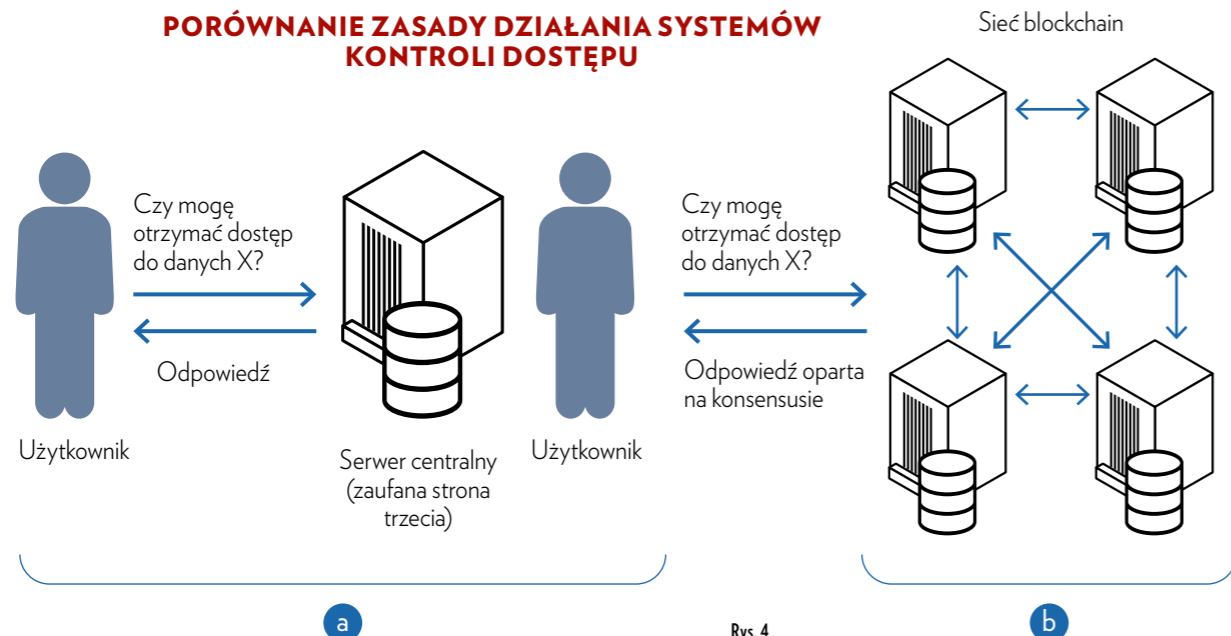 PORÓWNANIE ZASADY DZIAŁANIA SYSTEMÓW
KONTROLI DOSTĘPU
Sieć blockchain
Czy mogę
otrzymać dostęp
do danych X?
Odpowiedź
Użytkownik
Serwer centralny
(zaufana strona
trzecia)
Czy mogę
otrzymać dostęp
do danych X?
Odpowiedź oparta
na konsensusie
Użytkownik
a
b
Rys. 4.